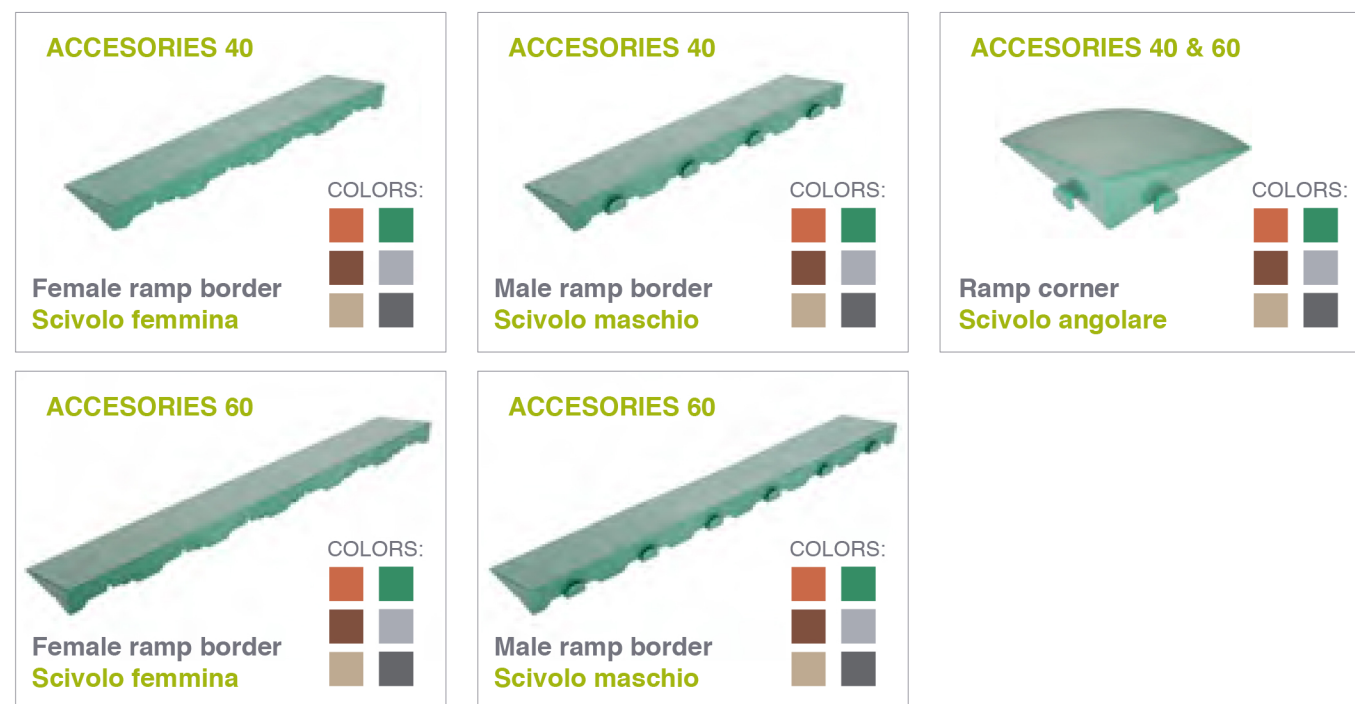 ACCESORIES 40
COLORS:
Female ramp border
Scivolo femmina
ACCESORIES 40
COLORS:
Male ramp border
Scivolo maschio
ACCESORIES 40 & 60
COLORS:
Ramp corner
Scivolo angolare
ACCESORIES 60
COLORS:
Female ramp border
Scivolo femmina
ACCESORIES 60
COLORS:
Male ramp border
Scivolo maschio